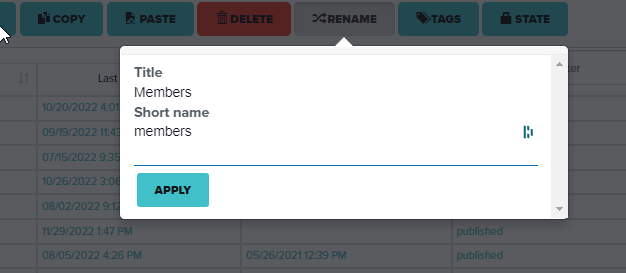 COPY PASTE DELETE RENAME TAGS STATE
Last
Title
Members
Short name
members
APPLY
10/20/2022 4:01
09/19/2022 11:43
07/15/2022 9:35
10/26/2022 3:06
08/02/2022 9:12
11/29/2022 1:47 PM published
08/05/2022 4:26 PM 05/26/2021 12:39 PM published